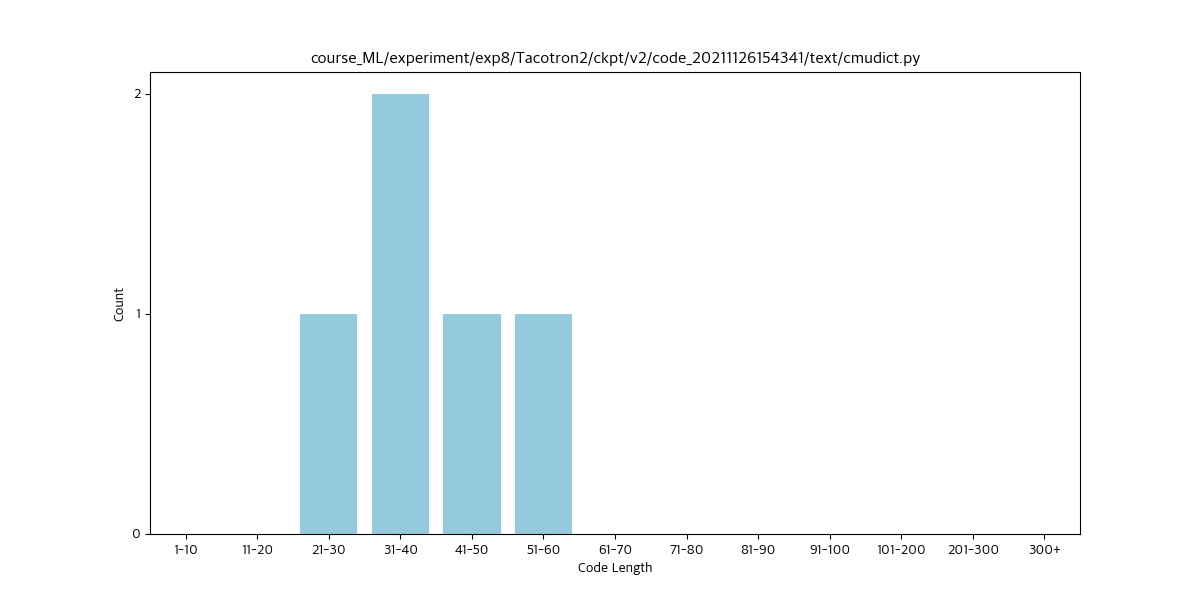 course_ML/experiment/exp8/Tacotron2/ckpt/v2/code_20211126154341/text/cmudict.py
2
1
0
Count
1-10 11-20 21-30 31-40 41-50 51-60 61-70 71-80 81-90 91-100 101-200 201-300 300+
Code Length